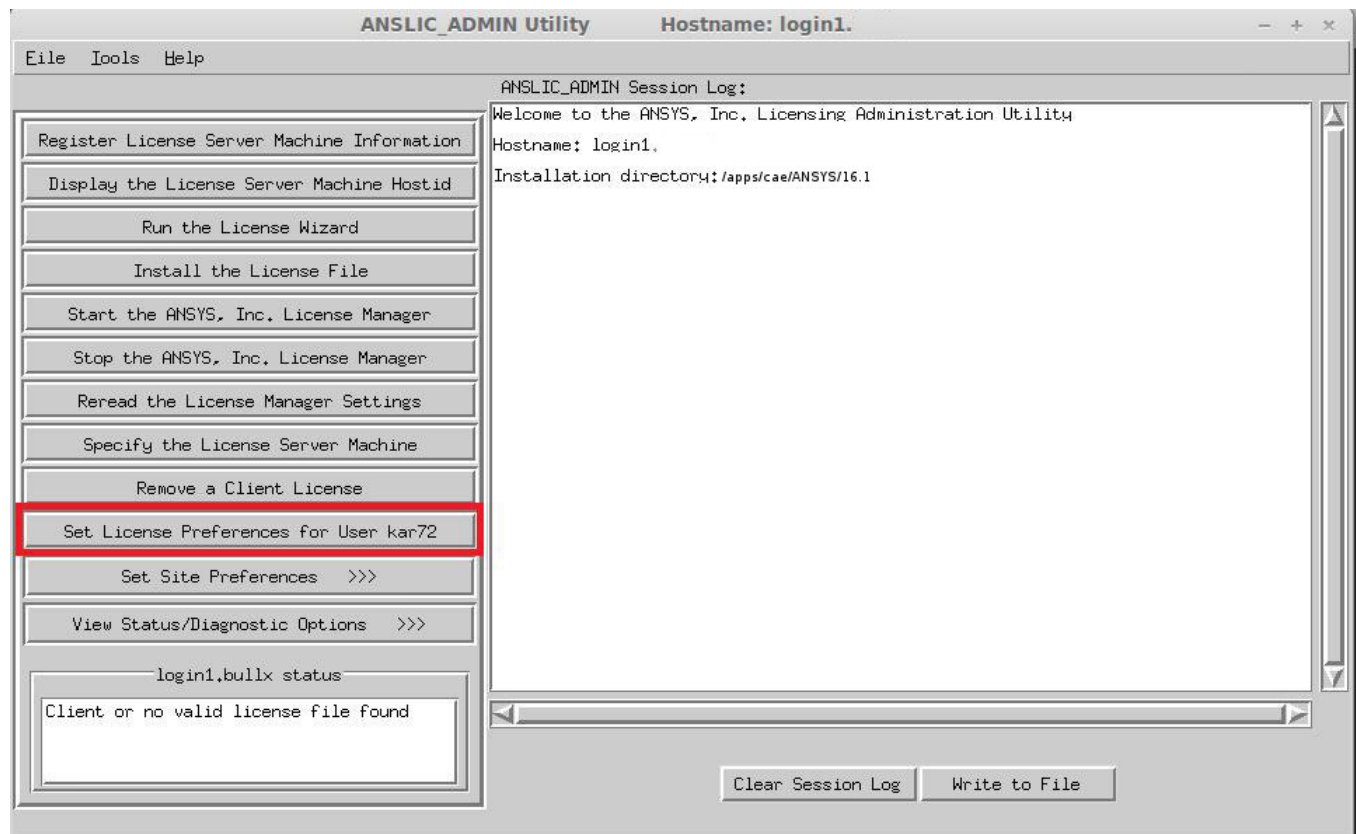 ANSLIC_ADMIN Utility Hostname: login1.
File Tools Help
ANSLIC_ADMIN Session Log:
Register License Server Machine Information
Display the License Server Machine Hostid
Run the License Wizard
Install the License File
Start the ANSYS, Inc. License Manager
Stop the ANSYS, Inc. License Manager
Reread the License Manager Settings
Specify the License Server Machine
Remove a Client License
Set License Preferences for User kar72
Set Site Preferences >>>
View Status/Diagnostic Options >>>
login1.bullx status
Client or no valid license file found
Welcome to the ANSYS, Inc. Licensing Administration Utility
Hostname: login1.
Installation directory: /apps/cae/ANSYS/16.1
Clear Session Log Write to File